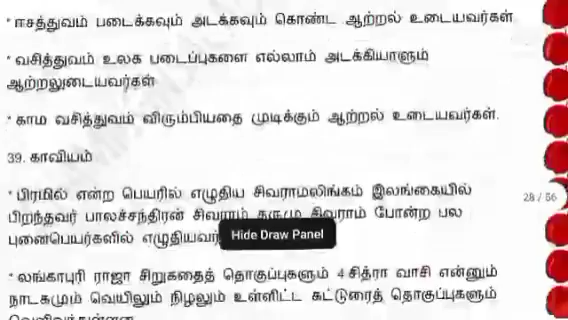 * ஈசத்துவம் படைக்கவும் அடக்கவும் கொண்ட ஆற்றல் உடையவர்கள்
* வசித்துவம் உலக படைப்புகளை எல்லாம் அடக்கியாளும்
ஆற்றலுடையவர்கள்
* காம வசித்துவம் விரும்பியதை முடிக்கும் ஆற்றல் உடையவர்கள்.
39. காவியம்
* பிரமில் என்ற பெயரில் எழுதிய சிவராமலிங்கம் இலங்கையில்
28 / 56
பிறந்தவர் பாலச்சந்திரன் சிவராம் தருமு சிவராம் போன்ற பல
புனைபெயர்களில் எழுதியவர்
Hide Draw Panel
* லங்காபுரி ராஜா சிறுகதைத் தொகுப்புகளும் 4 சித்ரா வாசி என்னும்
நாடகமும் வெயிலும் நிழலும் உள்ளிட்ட கட்டுரைத் தொகுப்புகளும்